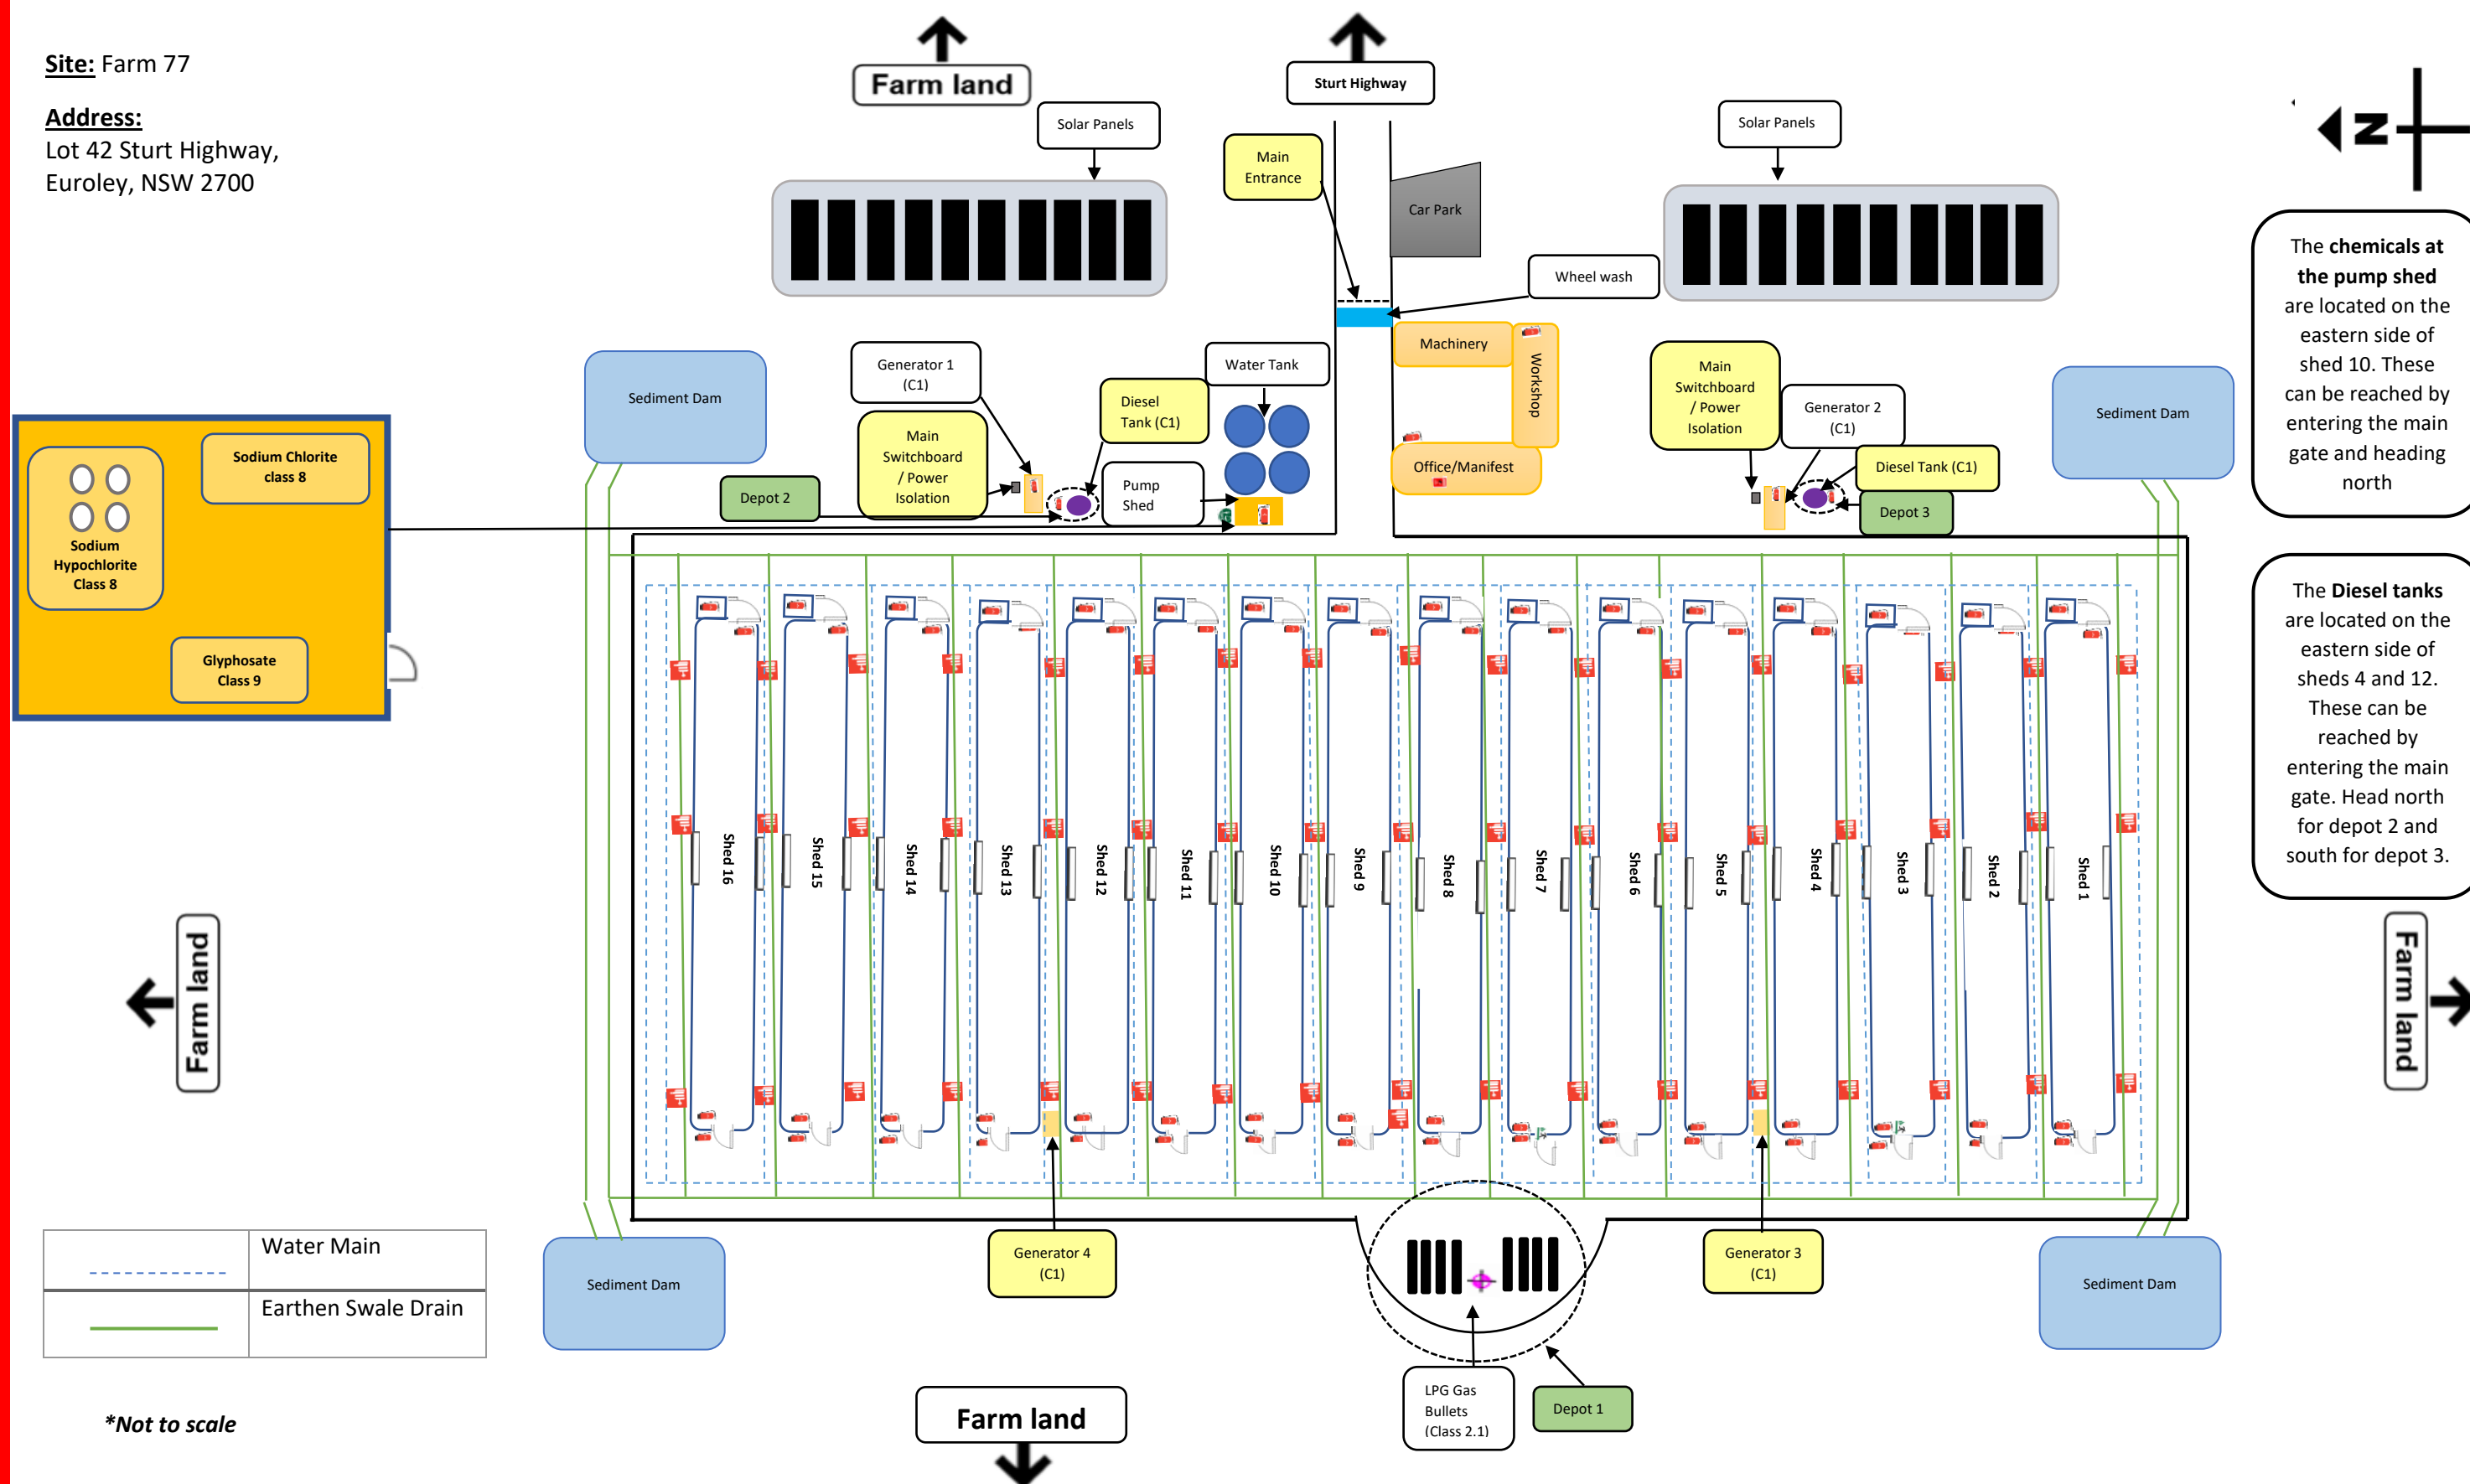 Site: Farm 77
Address:
Lot 42 Sturt Highway,
Euroley, NSW 2700
Farm land
Sturt Highway
Solar Panels
Main
Entrance
Car Park
Solar Panels
N
Wheel wash
The chemicals at
the pump shed
are located on the
eastern side of
shed 10. These
can be reached by
entering the main
gate and heading
north
Sediment Dam
Generator 1
(C1)
Diesel
Tank (C1)
Water Tank
Machinery
Workshop
Main
Switchboard
/ Power
Isolation
Generator 2
(C1)
Sediment Dam
Main
Switchboard
/ Power
Isolation
Depot 2
Pump
Shed
Office/Manifest
Diesel Tank (C1)
Depot 3
Sodium Chlorite
class 8
Sodium
Hypochlorite
Class 8
Glyphosate
Class 9
The Diesel tanks
are located on the
eastern side of
sheds 4 and 12.
These can be
reached by
entering the main
gate. Head north
for depot 2 and
south for depot 3.
Shed 16
Shed 15
Shed 14
Shed 13
Shed 12
Shed 11
Shed 10
Shed 9
Shed 8
Shed 7
Shed 6
Shed 5
Shed 4
Shed 3
Shed 2
Shed 1
Farm land
Farm land
Water Main
Earthen Swale Drain
Sediment Dam
Generator 4
(C1)
Generator 3
(C1)
Sediment Dam
LPG Gas
Bullets
(Class 2.1)
Depot 1
Farm land
*Not to scale